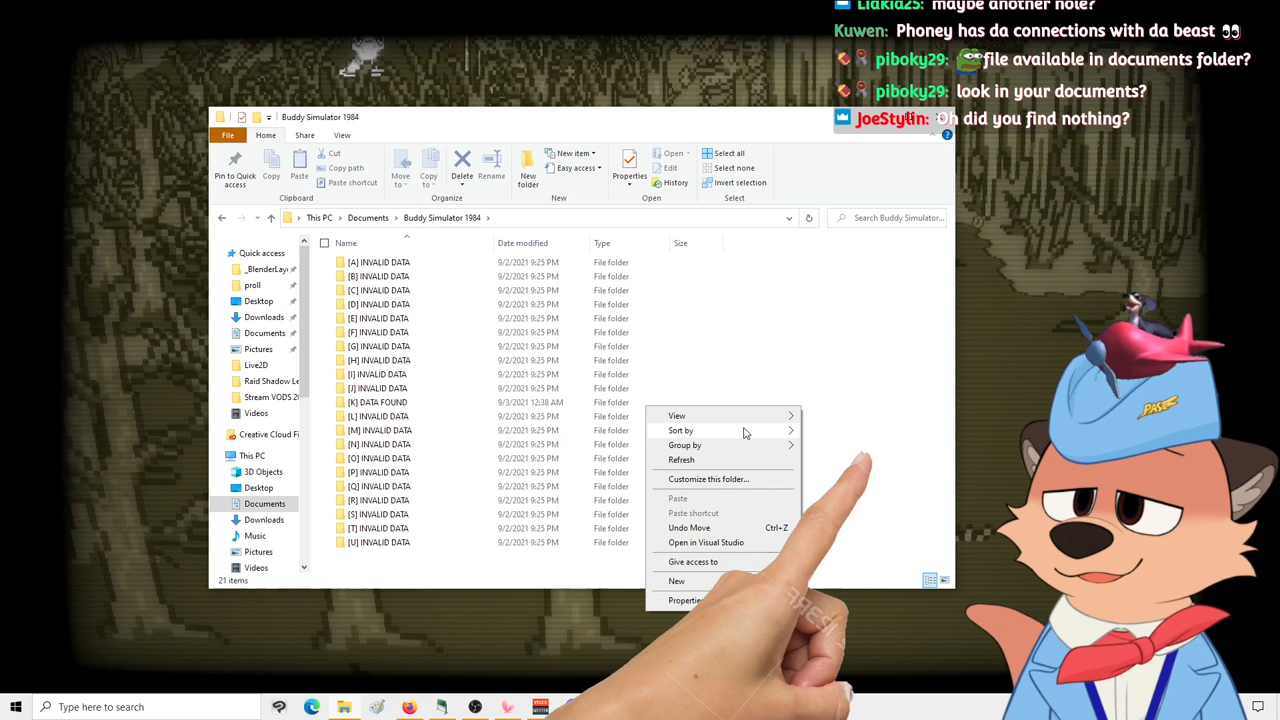 Liakia25: maybe another hole?
Kuwen: Phoney has da connections with da beast 👀
piboky29: file available in documents folder?
piboky29: look in your documents?
JoeStylin: Oh did you find nothing?
Buddy Simulator 1984
File Home Share View
Pin to Quick access
Copy
Paste
Cut
Copy path
Paste shortcut
Clipboard
Move to
Copy to
Delete
Rename
Organize
New folder
New item
Easy access
New
Properties
Open
Edit
History
Open
Select all
Select none
Invert selection
Select
This PC > Documents > Buddy Simulator 1984 >
Search Buddy Simulator...
Name Date modified Type Size
Quick access
_BlenderLay
proll
Desktop
Downloads
Documents
Pictures
Live2D
Raid Shadow Le
Stream VODS 20
Videos
Creative Cloud Fi
This PC
3D Objects
Desktop
Documents
Downloads
Music
Pictures
Videos
[A] INVALID DATA 9/2/2021 9:25 PM File folder
[B] INVALID DATA 9/2/2021 9:25 PM File folder
[C] INVALID DATA 9/2/2021 9:25 PM File folder
[D] INVALID DATA 9/2/2021 9:25 PM File folder
[E] INVALID DATA 9/2/2021 9:25 PM File folder
[F] INVALID DATA 9/2/2021 9:25 PM File folder
[G] INVALID DATA 9/2/2021 9:25 PM File folder
[H] INVALID DATA 9/2/2021 9:25 PM File folder
[I] INVALID DATA 9/2/2021 9:25 PM File folder
[J] INVALID DATA 9/2/2021 9:25 PM File folder
[K] DATA FOUND 9/3/2021 12:38 AM File folder
[L] INVALID DATA 9/2/2021 9:25 PM File folder
[M] INVALID DATA 9/2/2021 9:25 PM File folder
[N] INVALID DATA 9/2/2021 9:25 PM File folder
[O] INVALID DATA 9/2/2021 9:25 PM File folder
[P] INVALID DATA 9/2/2021 9:25 PM File folder
[Q] INVALID DATA 9/2/2021 9:25 PM File folder
[R] INVALID DATA 9/2/2021 9:25 PM File folder
[S] INVALID DATA 9/2/2021 9:25 PM File folder
[T] INVALID DATA 9/2/2021 9:25 PM File folder
[U] INVALID DATA 9/2/2021 9:25 PM File folder
View
Sort by
Group by
Refresh
Customize this folder...
Paste
Paste shortcut
Undo Move Ctrl+Z
Open in Visual Studio
Give access to
New
Properties
21 items
Type here to search